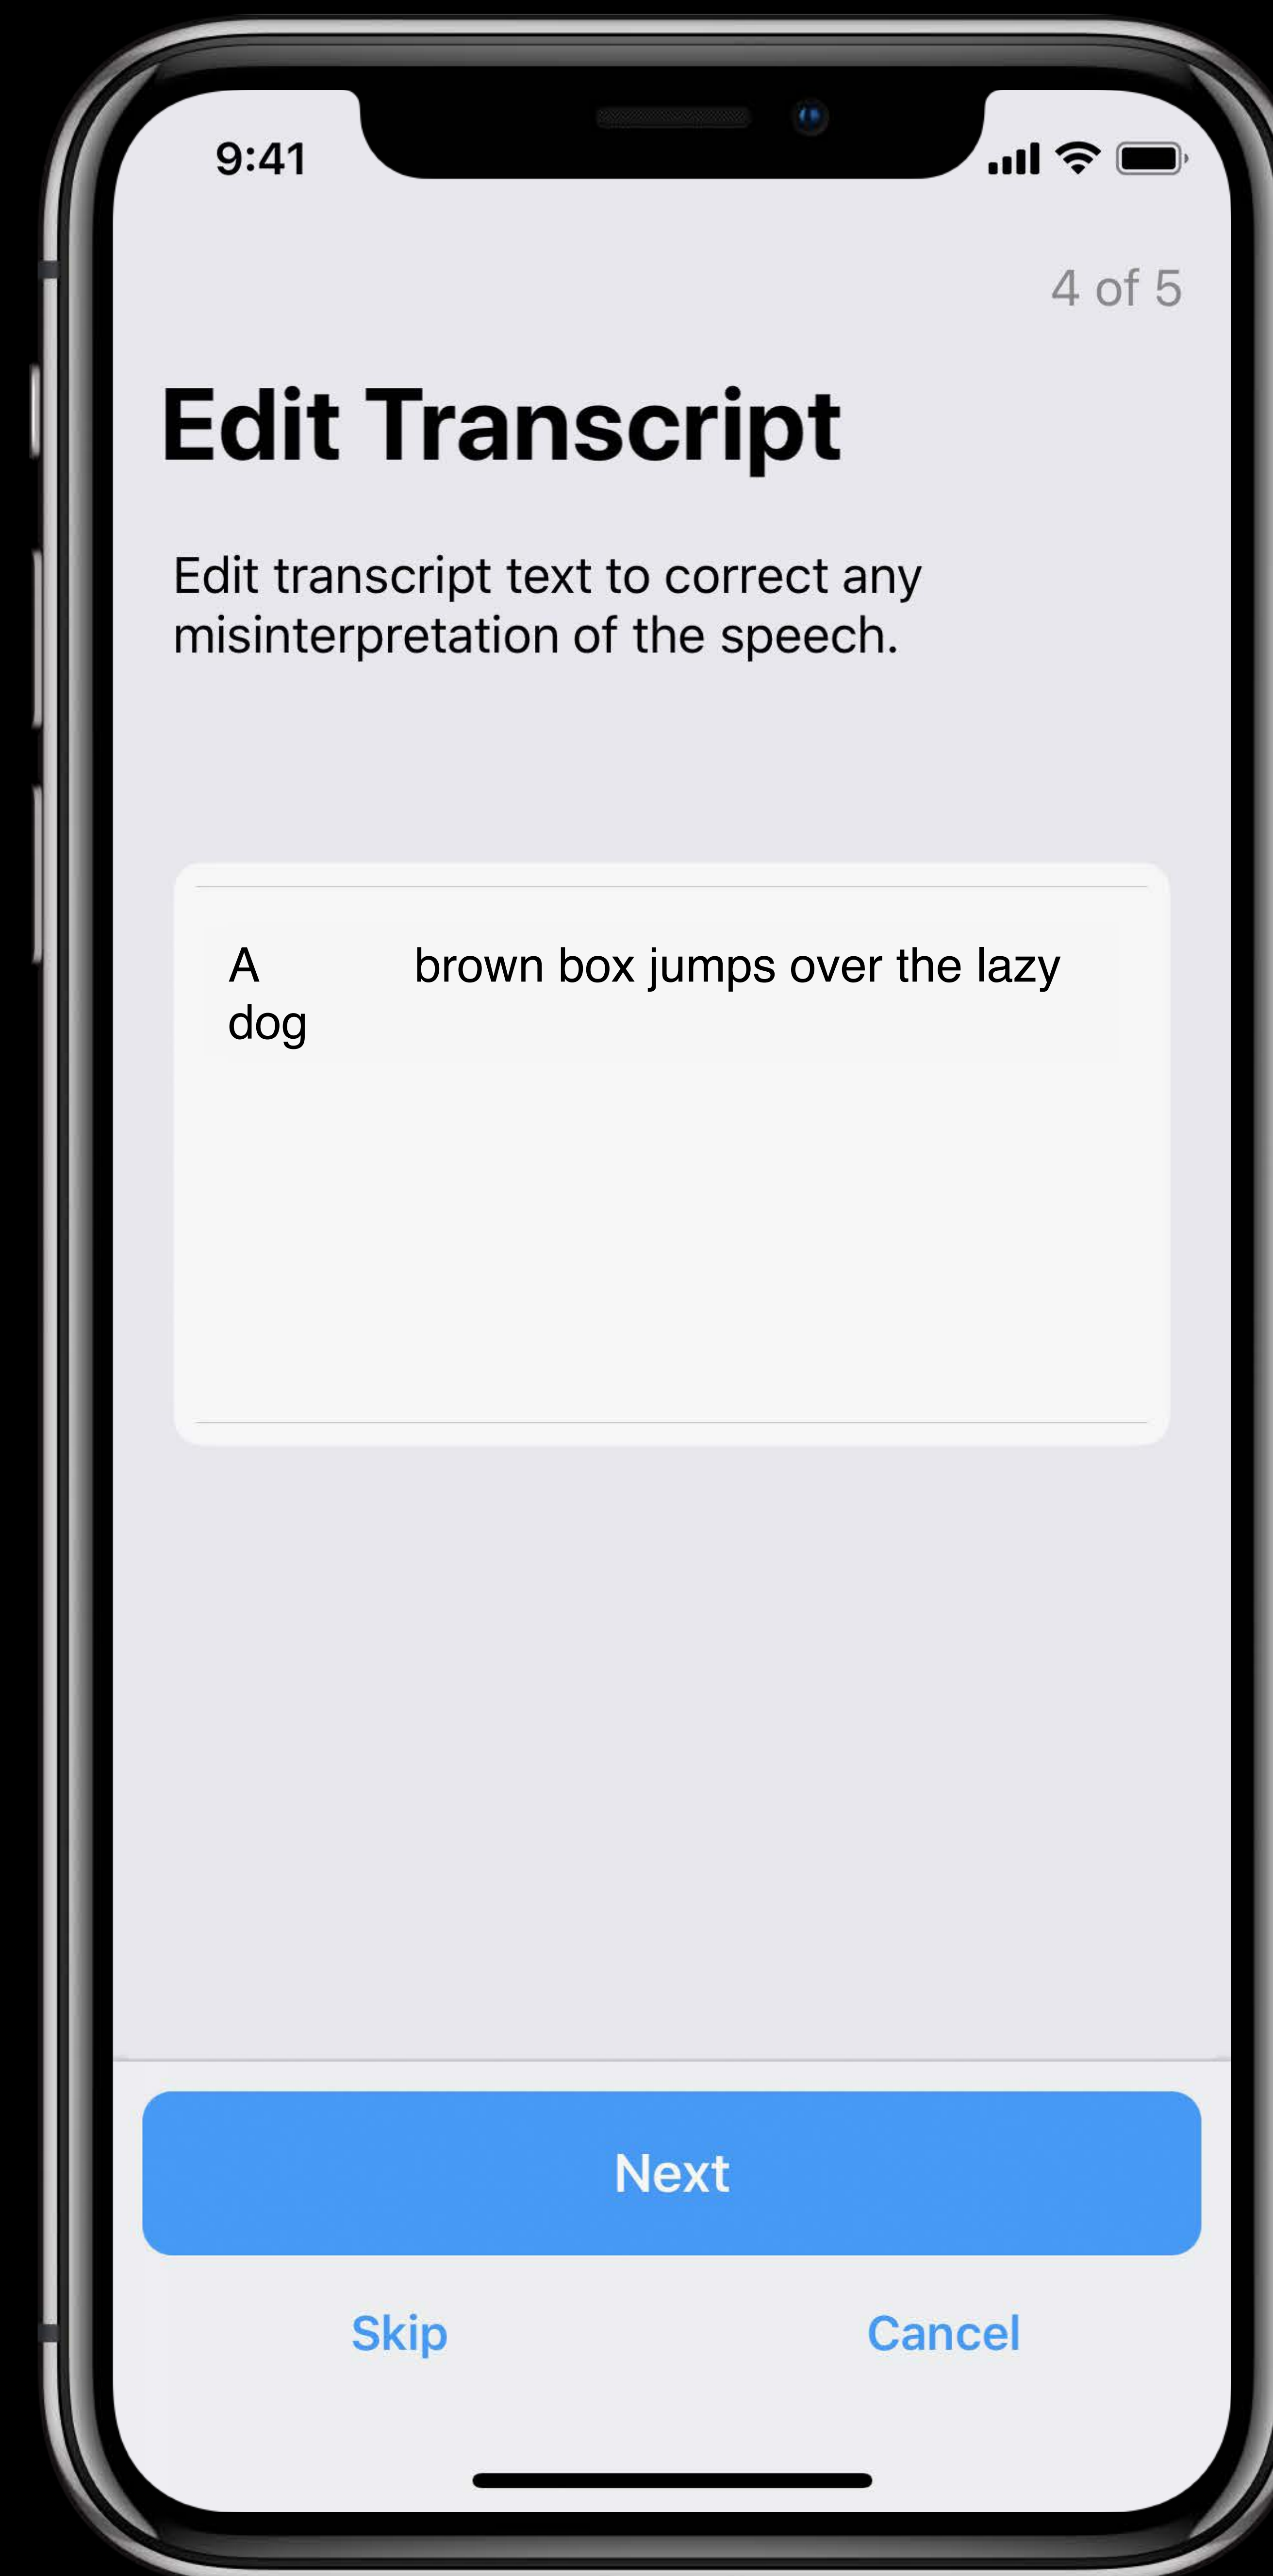 9:41
4 of 5
Edit Transcript
Edit transcript text to correct any
misinterpretation of the speech.
A brown box jumps over the lazy
dog
Next
Skip Cancel